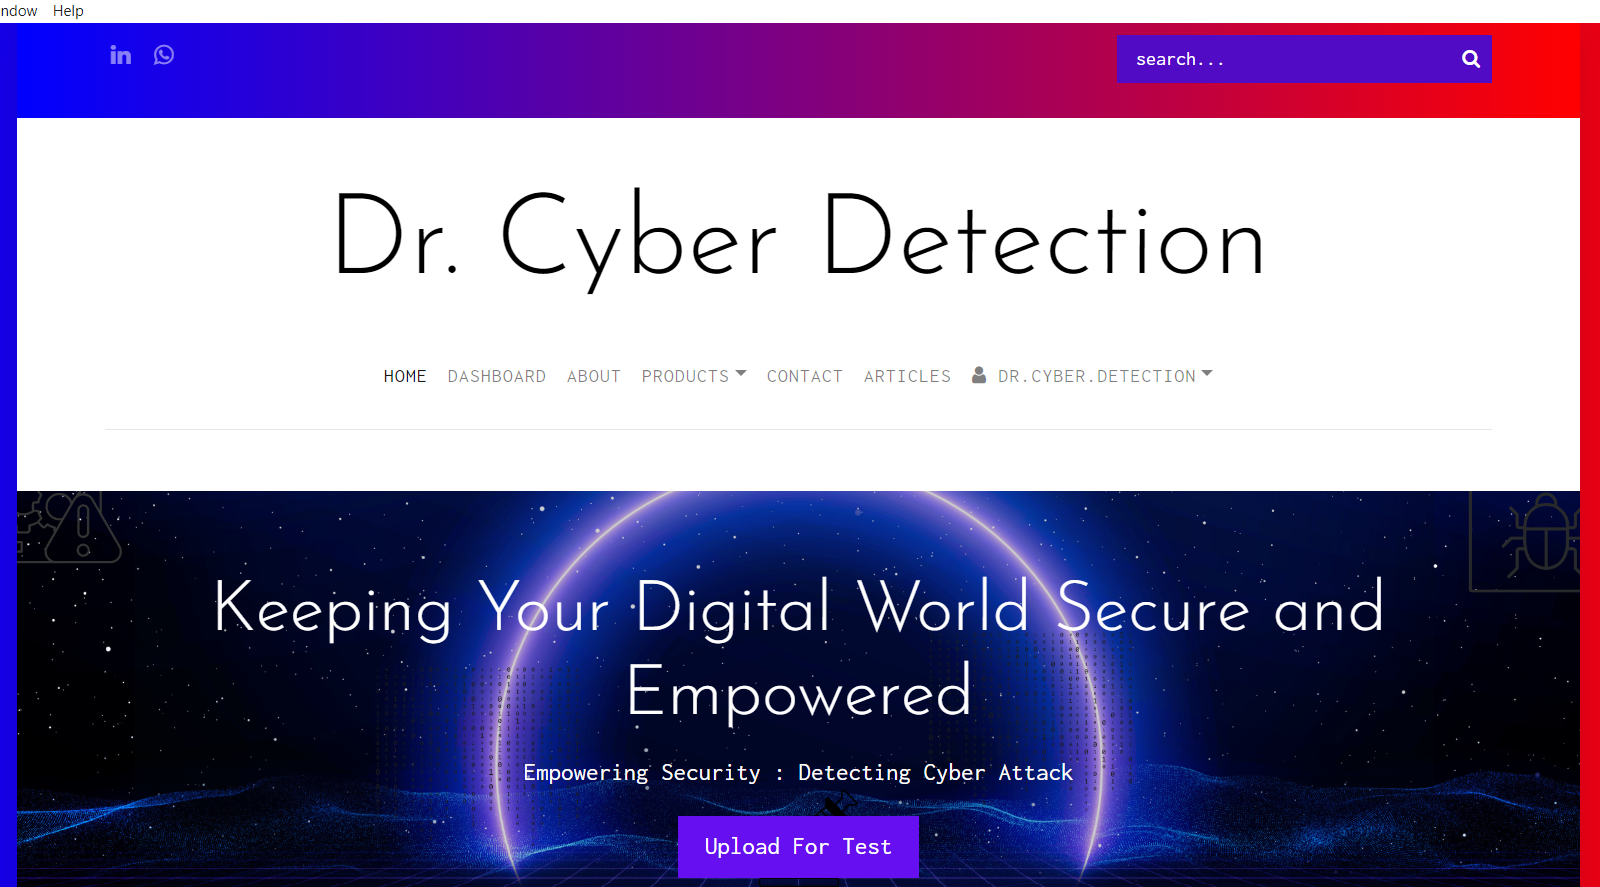 ndow Help
search...
Dr. Cyber Detection
HOME DASHBOARD ABOUT PRODUCTS CONTACT ARTICLES DR.CYBER.DETECTION
Keeping Your Digital World Secure and
Empowered
Empowering Security : Detecting Cyber Attack
Upload For Test